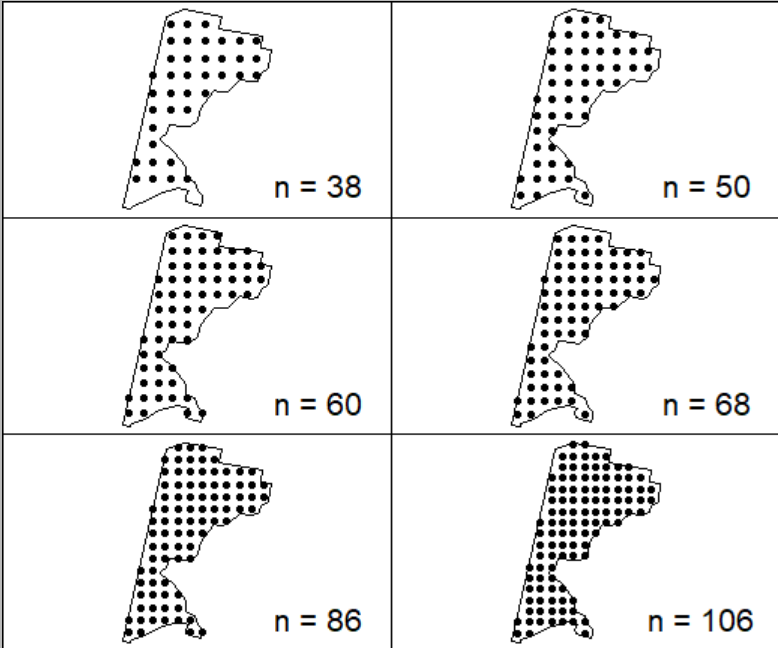 n = 38
n = 50
n = 60
n = 68
n = 86
n = 106